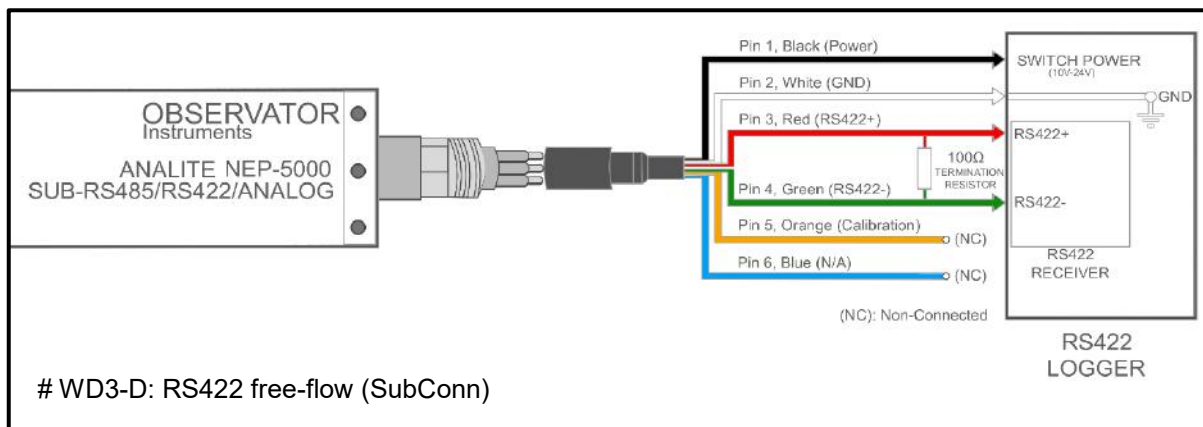 OBSERVATOR
Instruments
ANALITE NEP-5000
SUB-RS485/RS422/ANALOG
Pin 1, Black (Power)
Pin 2, White (GND)
Pin 3, Red (RS422+)
Pin 4, Green (RS422-)
Pin 5, Orange (Calibration)
Pin 6, Blue (N/A)
100Ω
TERMINATION
RESISTOR
(NC)
(NC)
(NC): Non-Connected
SWITCH POWER
(10V-24V)
GND
RS422+
RS422-
RS422
RECEIVER
RS422
LOGGER
# WD3-D: RS422 free-flow (SubConn)